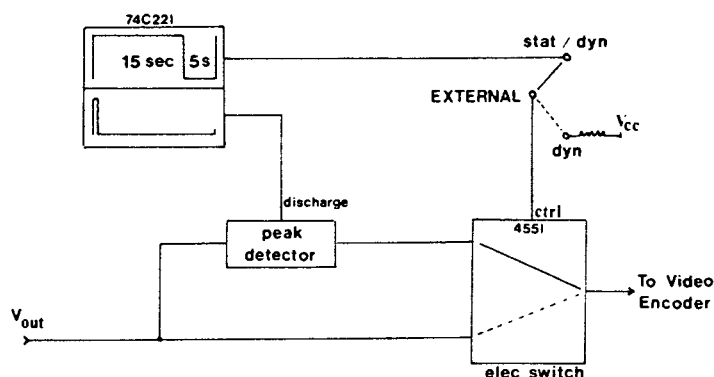 74C221
15 sec 5s
stat / dyn
EXTERNAL
Vcc
dyn
discharge
ctrl
4551
peak
detector
To Video
Encoder
Vout
elec switch